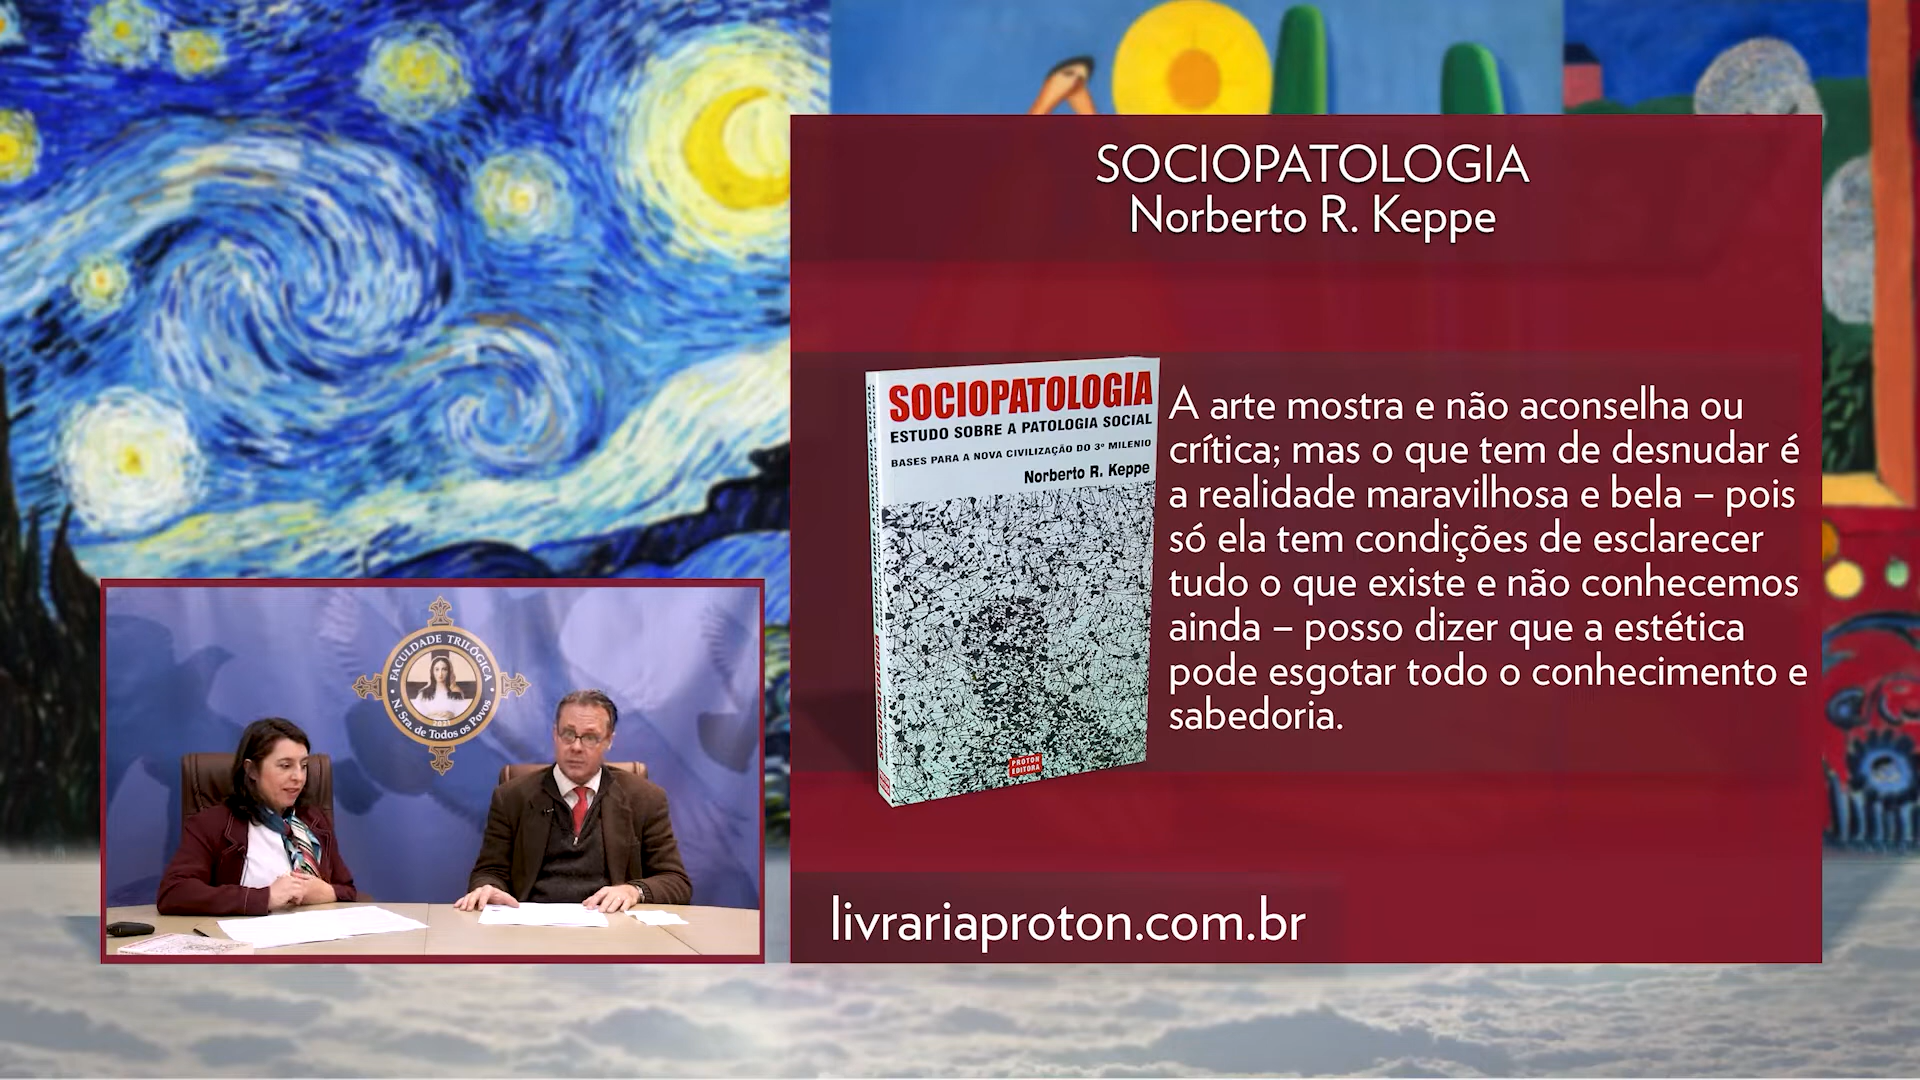 SOCIOPATOLOGIA
Norberto R. Keppe
SOCIOPATOLOGIA
ESTUDO SOBRE A PATOLOGIA SOCIAL
BASES PARA A NOVA CIVILIZAÇÃO DO 3º MILENIO
Norberto R. Keppe
PROTON
EDITORA
A arte mostra e não aconselha ou
crítica; mas o que tem de desnudar é
a realidade maravilhosa e bela – pois
só ela tem condições de esclarecer
tudo o que existe e não conhecemos
ainda – posso dizer que a estética
pode esgotar todo o conhecimento e
sabedoria.
livrariaproton.com.br
FACULDADE TRILÓGICA
N. Sra. de Todos os Povos
2021